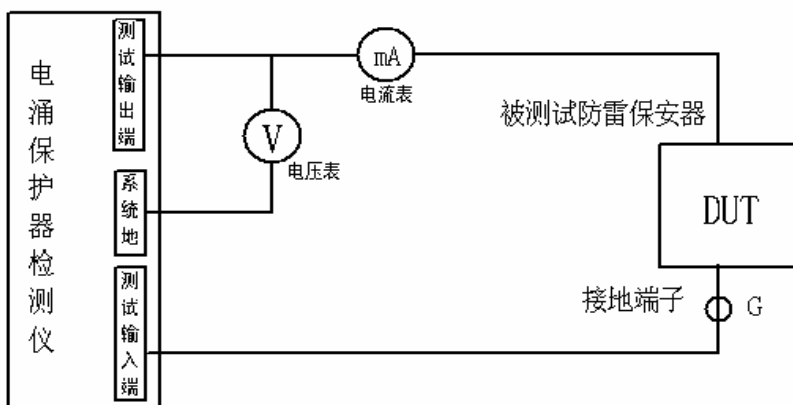 电涌保护器检测仪
测试输出端
系统地
测试输入端
mA
电流表
V
电压表
被测试防雷保安器
DUT
接地端子
G